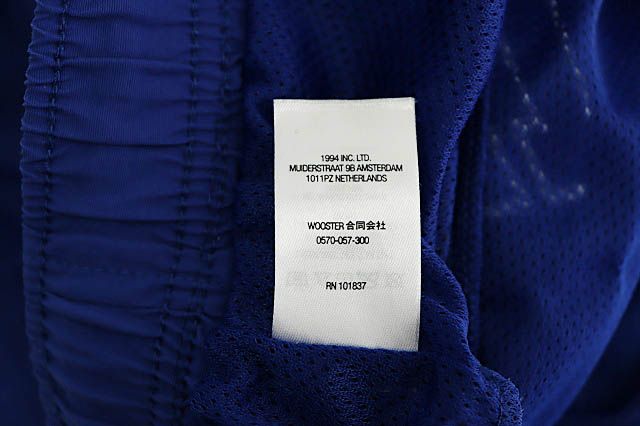 1994 INC. LTD.
MUIDERSTRAAT 9B AMSTERDAM
1011PZ NETHERLANDS
WOOSTER 合同会社
0570-057-300
RN 101837